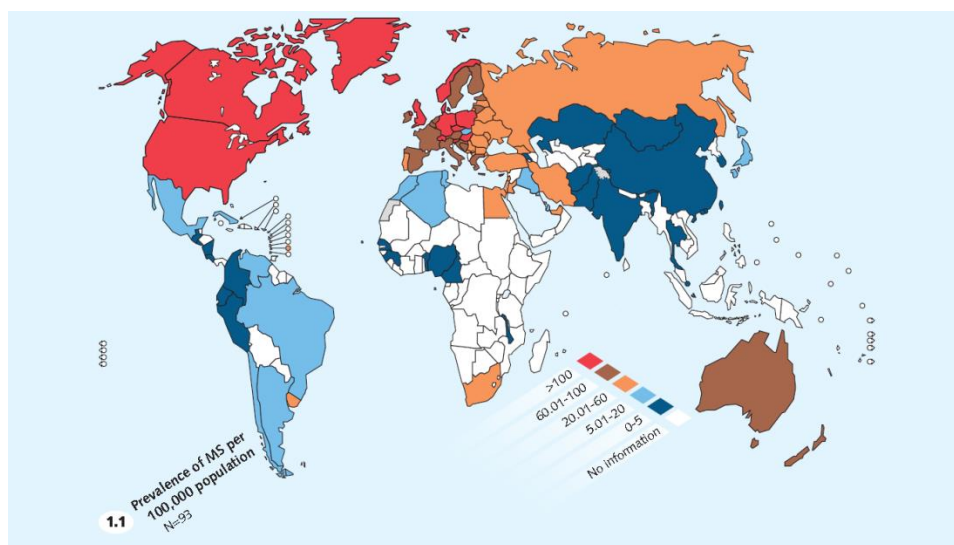 >100
60.01-100
20.01-60
5.01-20
0-5
No information
Prevalence of MS per
100,000 population
1.1
N=93